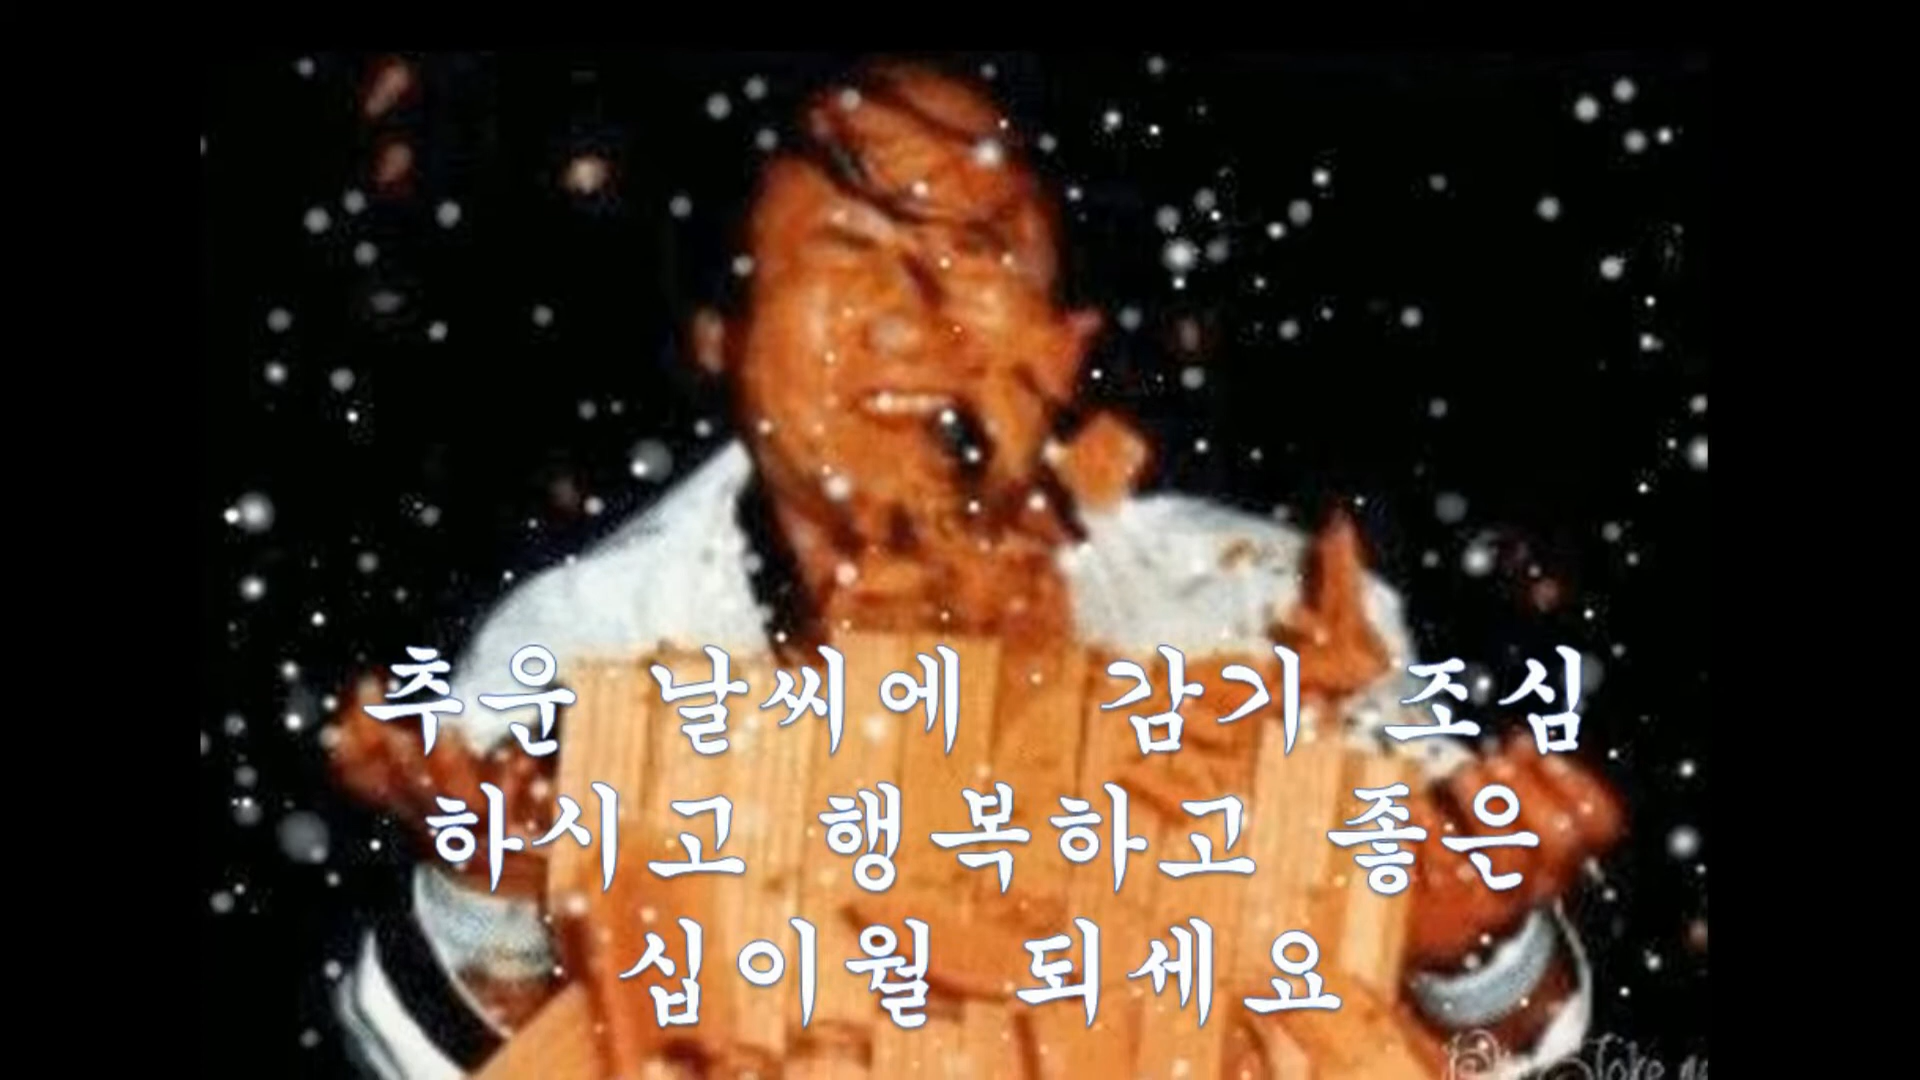 추운 날씨에 감기 조심
하시고 행복하고 좋은
십이월 되세요